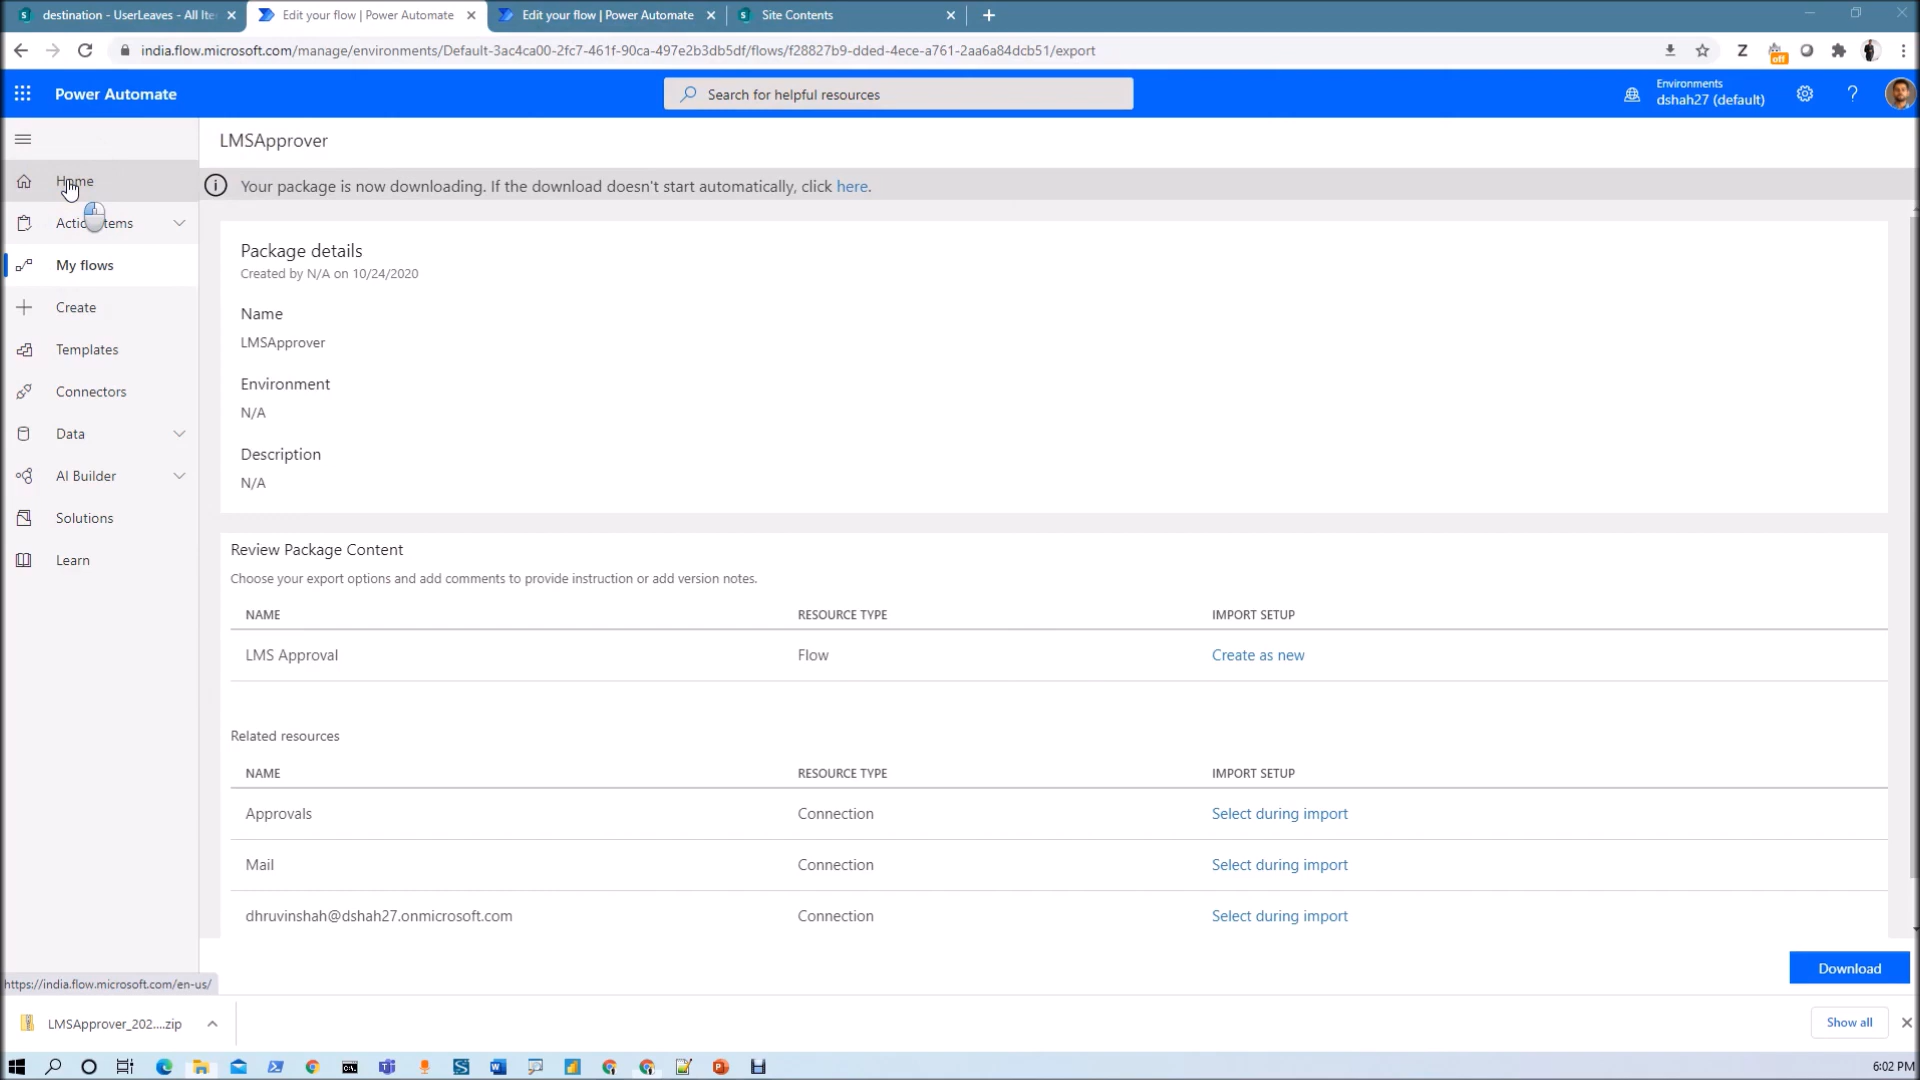 destination - UserLeaves - All Ite
Edit your flow | Power Automate
Edit your flow | Power Automate
Site Contents
india.flow.microsoft.com/manage/environments/Default-3ac4ca00-2fc7-461f-90ca-497e2b3db5df/flows/f28827b9-dded-4ece-a761-2aa6a84dcb51/export
Z
off
Power Automate
Search for helpful resources
Environments
dshah27 (default)
?
LMSApprover
Home
Your package is now downloading. If the download doesn't start automatically, click here.
My flows
Create
Templates
Connectors
Data
AI Builder
Solutions
Learn
Package details
Created by N/A on 10/24/2020
Name
LMSApprover
Environment
N/A
Description
N/A
Review Package Content
Choose your export options and add comments to provide instruction or add version notes.
NAME RESOURCE TYPE IMPORT SETUP
LMS Approval Flow Create as new
Related resources
NAME RESOURCE TYPE IMPORT SETUP
Approvals Connection Select during import
Mail Connection Select during import
dhruvinshah@dshah27.onmicrosoft.com Connection Select during import
Download
https://india.flow.microsoft.com/en-us/
LMSApprover_202....zip
Show all
6:02 PM